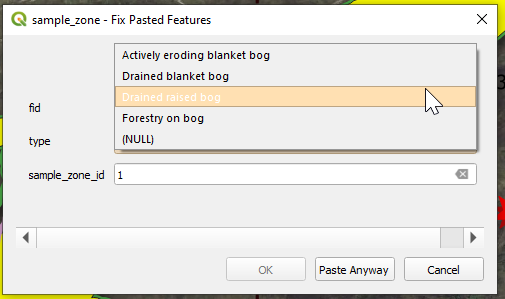 sample_zone - Fix Pasted Features
Actively eroding blanket bog
Drained blanket bog
Drained raised bog
fid
Forestry on bog
type
(NULL)
sample_zone_id 1
OK Paste Anyway Cancel